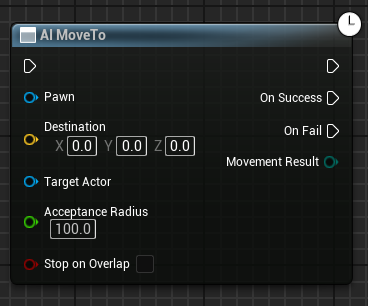 AI MoveTo
Pawn
On Success
Destination
X 0.0 Y 0.0 Z 0.0
On Fail
Movement Result
Target Actor
Acceptance Radius
100.0
Stop on Overlap